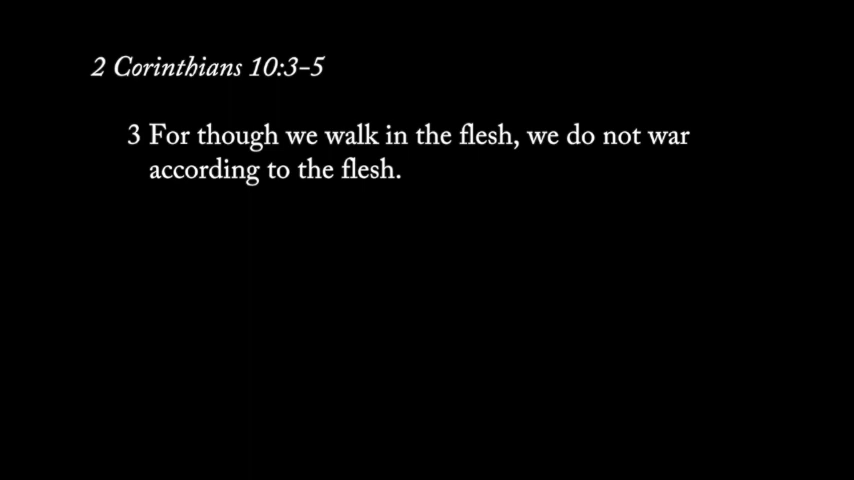 2 Corinthians 10:3-5
3 For though we walk in the flesh, we do not war
according to the flesh.